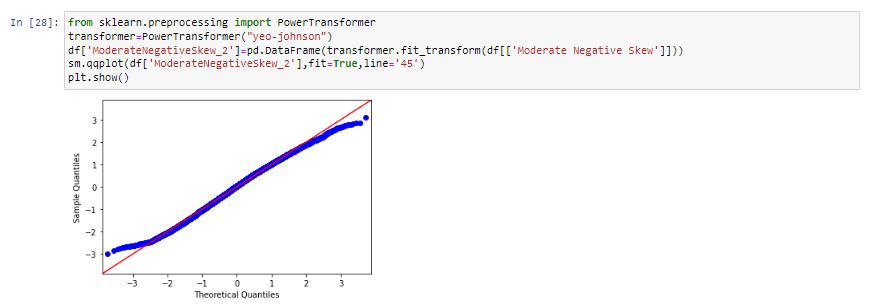 In [28]: from sklearn.preprocessing import PowerTransformer
transformer=PowerTransformer("yeo-johnson")
df['ModerateNegativeSkew_2']=pd.DataFrame(transformer.fit_transform(df[['Moderate Negative Skew']]))
sm.qqplot(df['ModerateNegativeSkew_2'],fit=True,line='45')
plt.show()
3
2
1
0
−1
−2
−3
Sample Quantiles
−3 −2 −1 0 1 2 3
Theoretical Quantiles